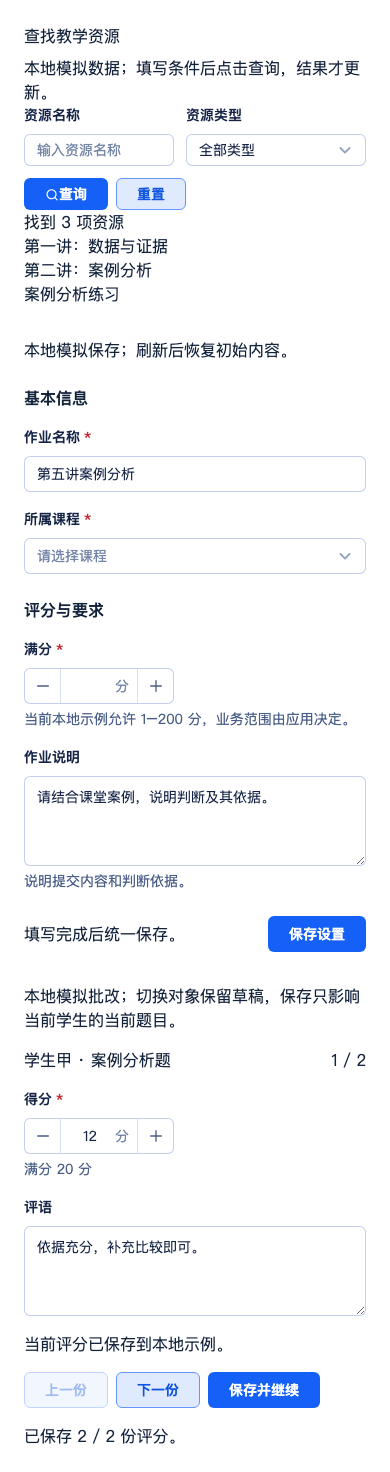 查找教学资源
本地模拟数据；填写条件后点击查询，结果才更
新。
资源名称 资源类型
输入资源名称 全部类型
查询 重置
找到 3 项资源
第一讲：数据与证据
第二讲：案例分析
案例分析练习
本地模拟保存；刷新后恢复初始内容。
基本信息
作业名称 *
第五讲案例分析
所属课程 *
请选择课程
评分与要求
满分 *
分
当前本地示例允许 1—200 分，业务范围由应用决定。
作业说明
请结合课堂案例，说明判断及其依据。
说明提交内容和判断依据。
填写完成后统一保存。 保存设置
本地模拟批改；切换对象保留草稿，保存只影响
当前学生的当前题目。
学生甲 · 案例分析题 1 / 2
得分 *
12 分
满分 20 分
评语
依据充分，补充比较即可。
当前评分已保存到本地示例。
上一份 下一份 保存并继续
已保存 2 / 2 份评分。